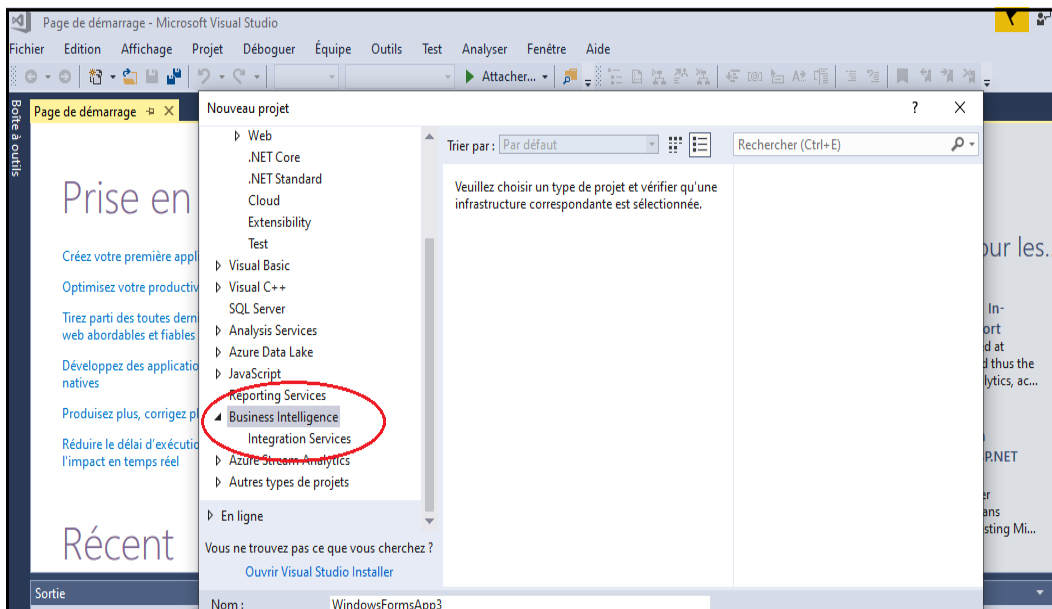 Page de démarrage - Microsoft Visual Studio
Fichier Edition Affichage Projet Déboguer Équipe Outils Test Analyser Fenêtre Aide
Attacher...
Boîte à outils
Page de démarrage
Nouveau projet ? X
Web
.NET Core
.NET Standard
Cloud
Extensibility
Test
Visual Basic
Visual C++
SQL Server
Analysis Services
Azure Data Lake
JavaScript
Reporting Services
Business Intelligence
Integration Services
Azure Stream Analytics
Autres types de projets
En ligne
Vous ne trouvez pas ce que vous cherchez ?
Ouvrir Visual Studio Installer
Nom : WindowsFormsApp3
Trier par : Par défaut
Rechercher (Ctrl+E)
Veuillez choisir un type de projet et vérifier qu'une
infrastructure correspondante est sélectionnée.
Prise en
Créez votre première appli
Optimisez votre productiv
Tirez parti des toutes derni
web abordables et fiables
Développez des applicatio
natives
Produisez plus, corrigez pl
Réduire le délai d'exécutio
l'impact en temps réel
Récent
Sortie
our les...
In-
ort
d at
d thus the
lytics, ac...
P.NET
er
ans
sting Mi...